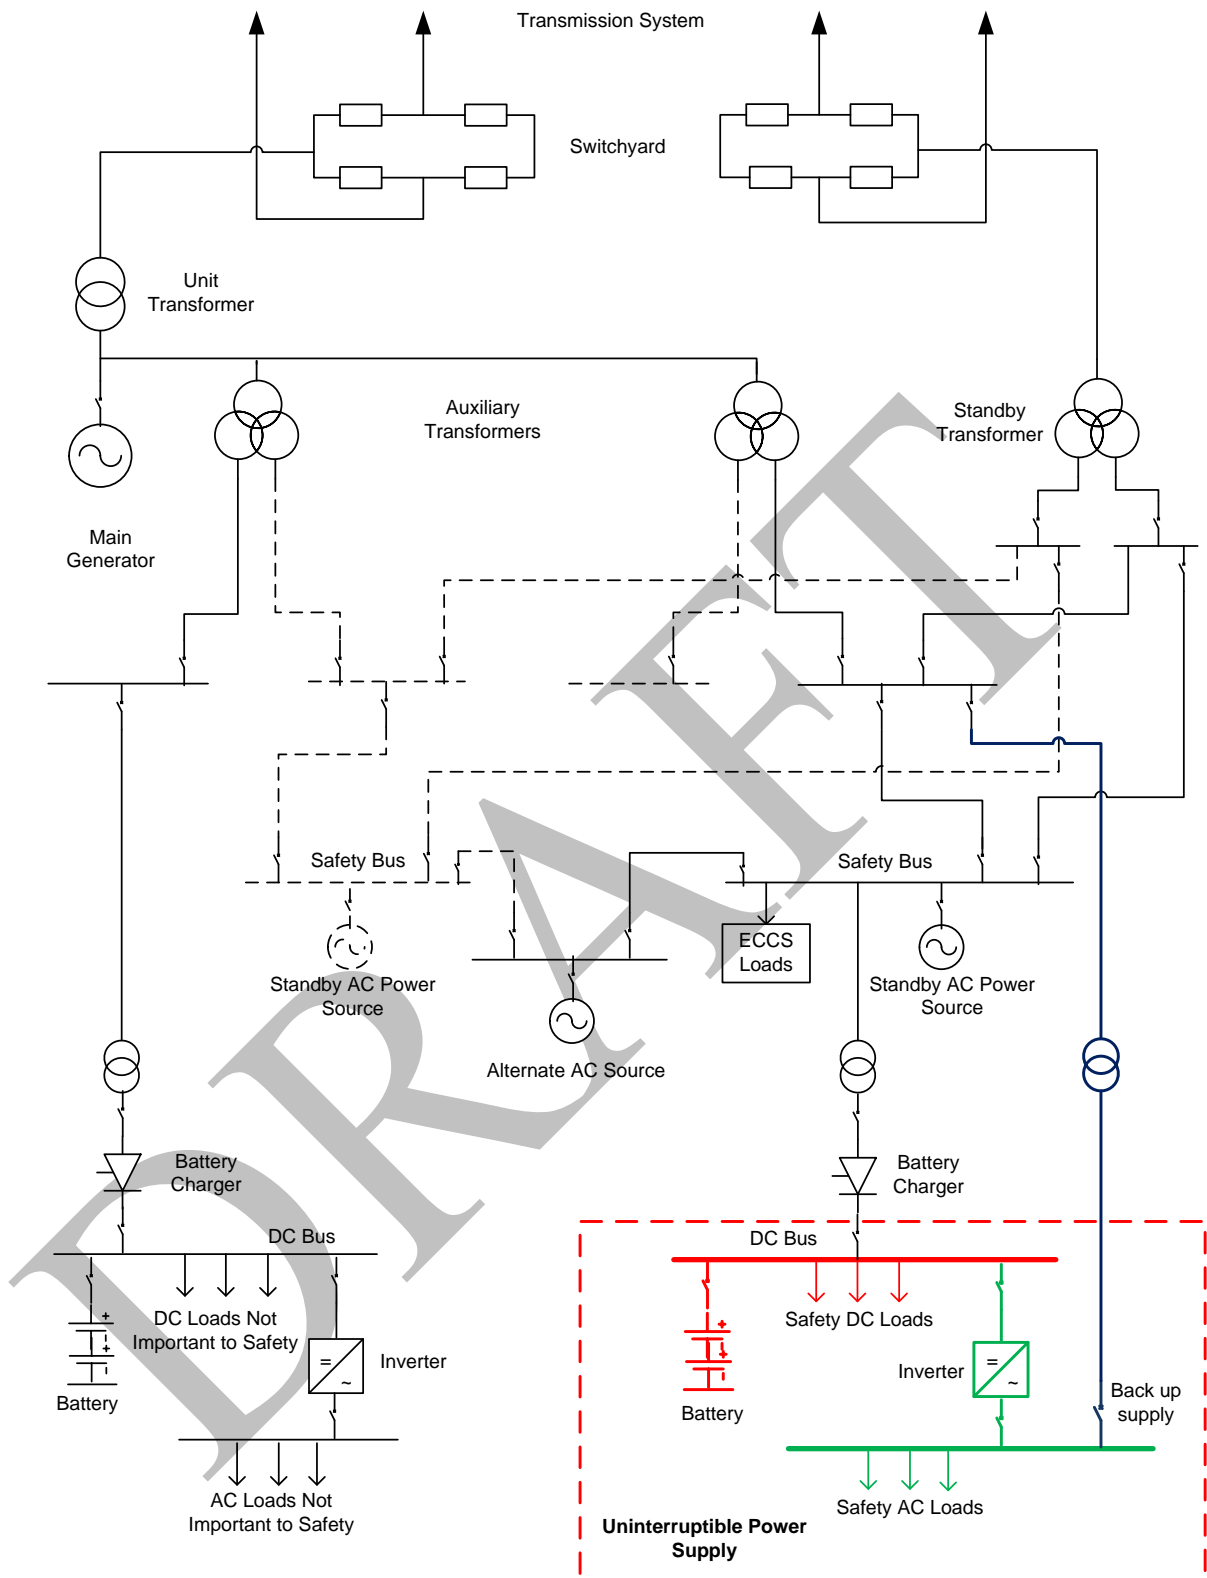 Transmission System
Switchyard
Unit
Transformer
Auxiliary
Transformers
Standby
Transformer
Main
Generator
Safety Bus
Safety Bus
ECCS
Loads
Standby AC Power
Source
Standby AC Power
Source
Alternate AC Source
Battery
Charger
Battery
Charger
DC Bus
DC Bus
DC Loads Not
Important to Safety
Safety DC Loads
Inverter
=
~
Inverter
=
~
Battery
Battery
Back up
supply
AC Loads Not
Important to Safety
Safety AC Loads
Uninterruptible Power
Supply
DRAFT